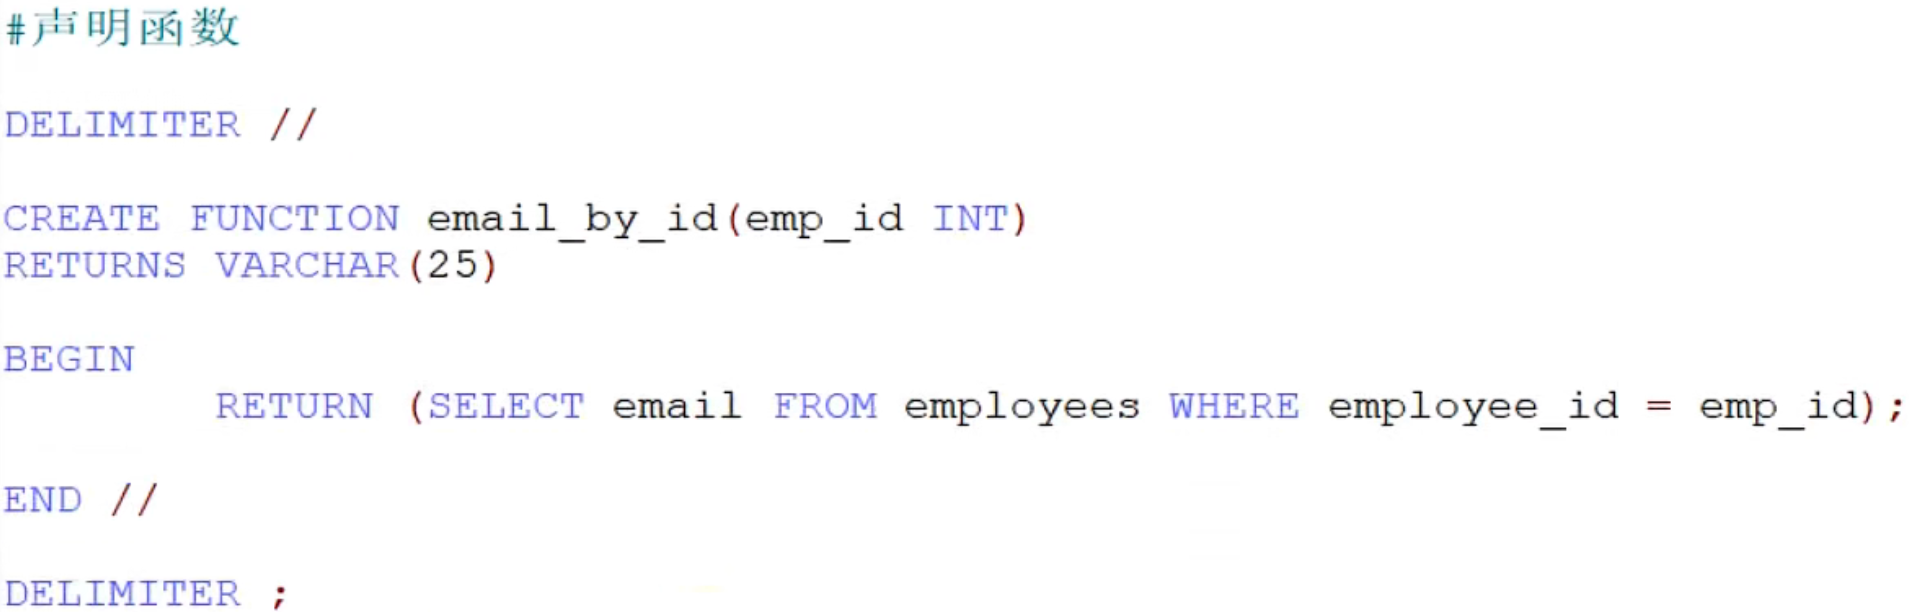 #声明函数
DELIMITER //
CREATE FUNCTION email_by_id(emp_id INT)
RETURNS VARCHAR(25)
BEGIN
RETURN (SELECT email FROM employees WHERE employee_id = emp_id);
END //
DELIMITER ;